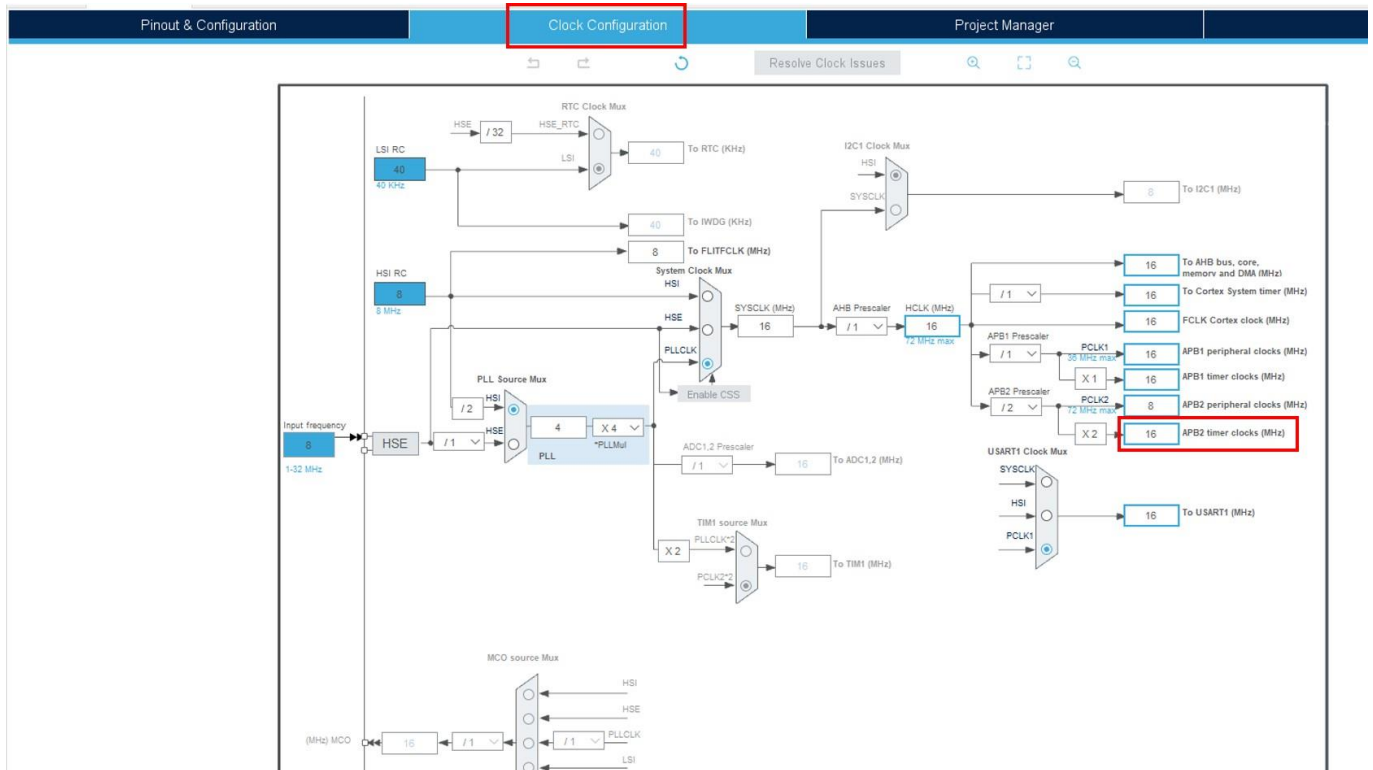 Pinout & Configuration
Clock Configuration
Project Manager
Resolve Clock Issues
RTC Clock Mux
HSE
/ 32
HSE_RTC
LSI
40
To RTC (KHz)
LSI RC
40
40 KHz
I2C1 Clock Mux
HSI
SYSCLK
8
To I2C1 (MHz)
40
To IWDG (KHz)
8
To FLITFCLK (MHz)
HSI RC
8
8 MHz
System Clock Mux
HSI
HSE
PLLCLK
Enable CSS
SYSCLK (MHz)
16
AHB Prescaler
/ 1
HCLK (MHz)
16
72 MHz max
16
To AHB bus, core,
memory and DMA (MHz)
/ 1
16
To Cortex System timer (MHz)
16
FCLK Cortex clock (MHz)
APB1 Prescaler
/ 1
PCLK1
36 MHz max
16
APB1 peripheral clocks (MHz)
X 1
16
APB1 timer clocks (MHz)
APB2 Prescaler
/ 2
PCLK2
72 MHz max
8
APB2 peripheral clocks (MHz)
X 2
16
APB2 timer clocks (MHz)
PLL Source Mux
HSI
/ 2
HSE
Input frequency
8
1-32 MHz
HSE
/ 1
4
X 4
*PLLMul
PLL
ADC1,2 Prescaler
/ 1
16
To ADC1,2 (MHz)
USART1 Clock Mux
SYSCLK
HSI
PCLK1
16
To USART1 (MHz)
TIM1 source Mux
X 2
PLLCLK*2
PCLK2*2
16
To TIM1 (MHz)
MCO source Mux
HSI
HSE
(MHz) MCO
16
/ 1
/ 1
PLLCLK
LSI